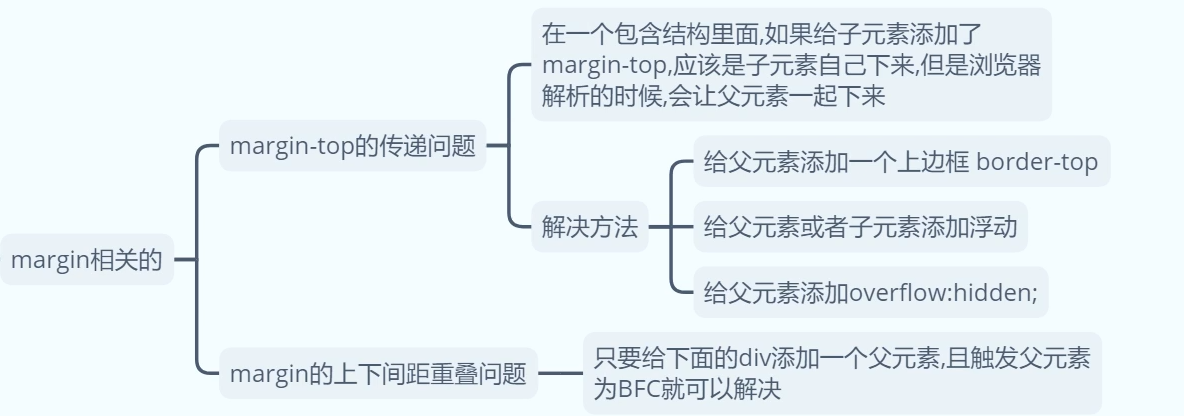 在一个包含结构里面,如果给子元素添加了
margin-top,应该是子元素自己下来,但是浏览器
解析的时候,会让父元素一起下来
margin-top的传递问题
给父元素添加一个上边框 border-top
解决方法
给父元素或者子元素添加浮动
给父元素添加overflow:hidden;
margin相关的
margin的上下间距重叠问题
只要给下面的div添加一个父元素,且触发父元素
为BFC就可以解决